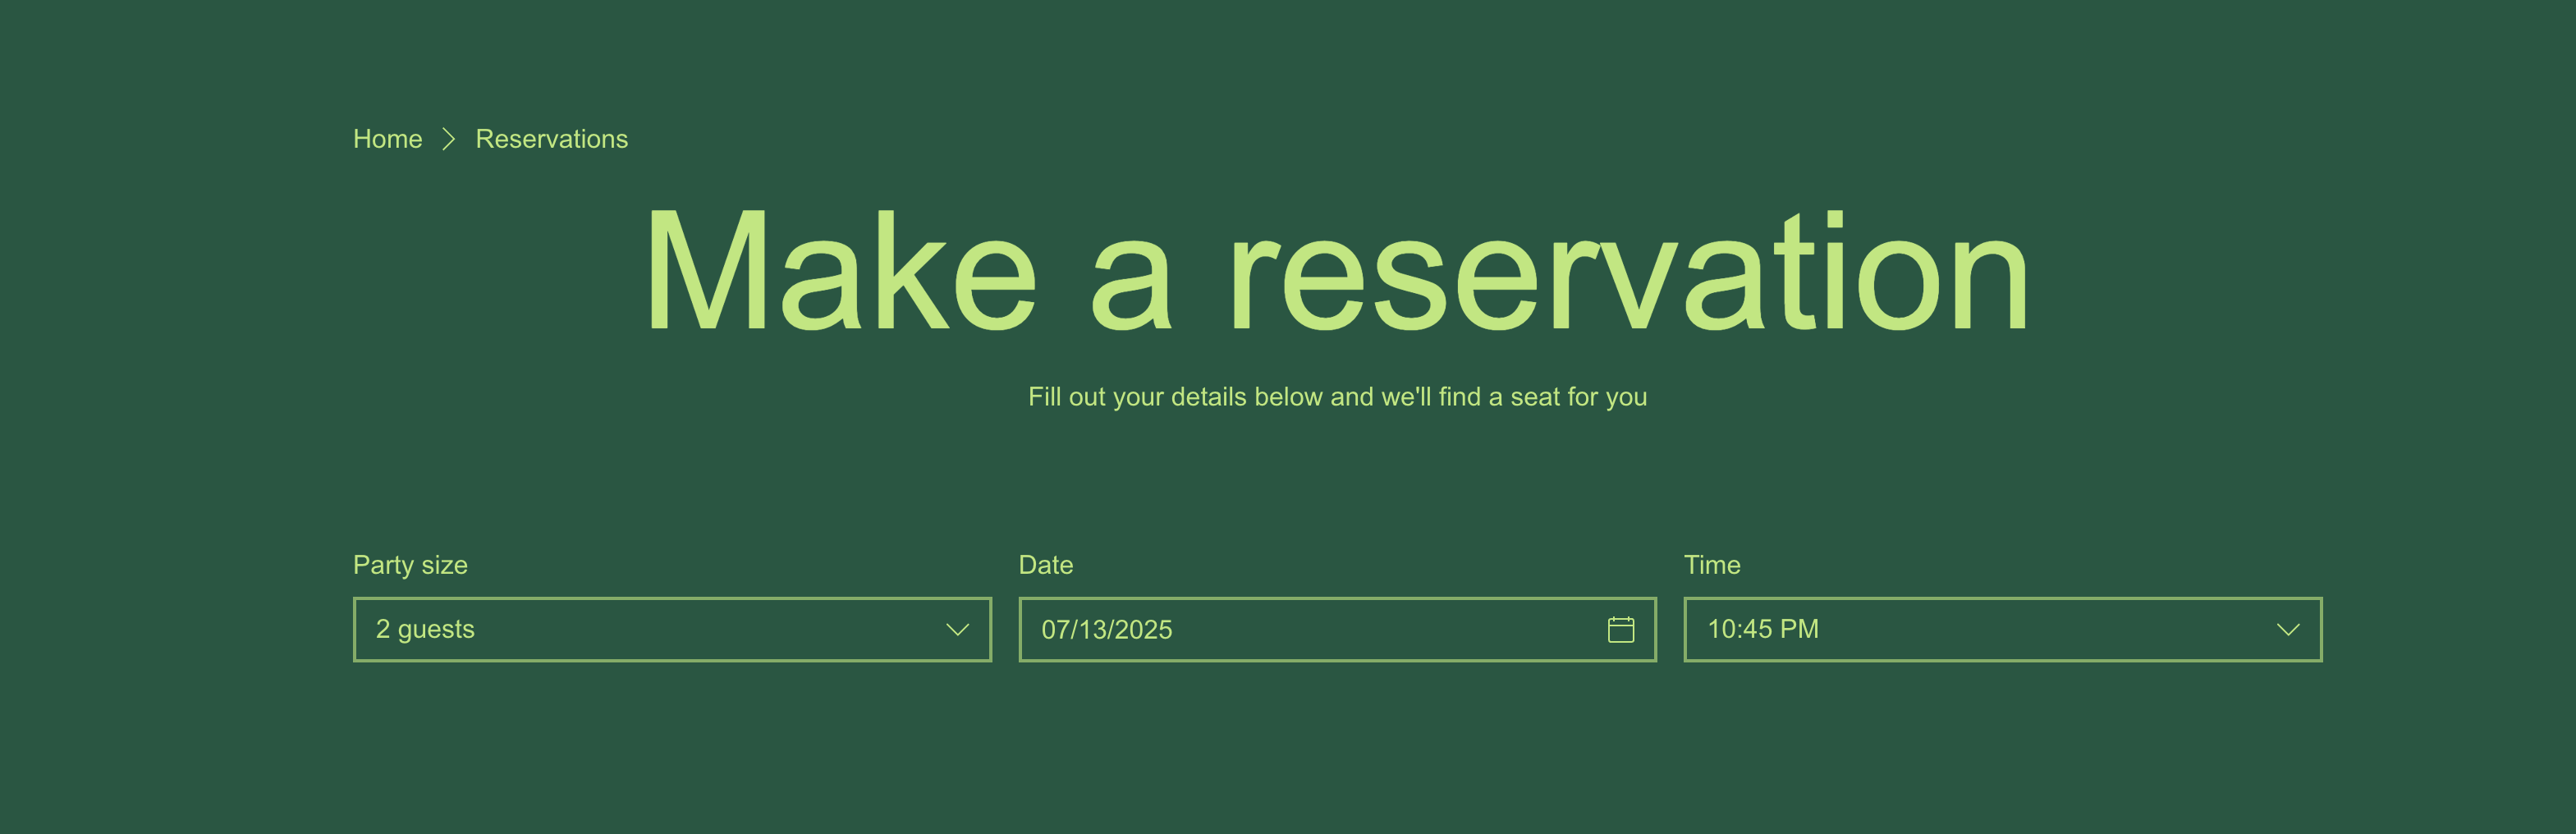 Home > Reservations
Make a reservation
Fill out your details below and we'll find a seat for you
Party size
Date
Time
2 guests
07/13/2025
10:45 PM